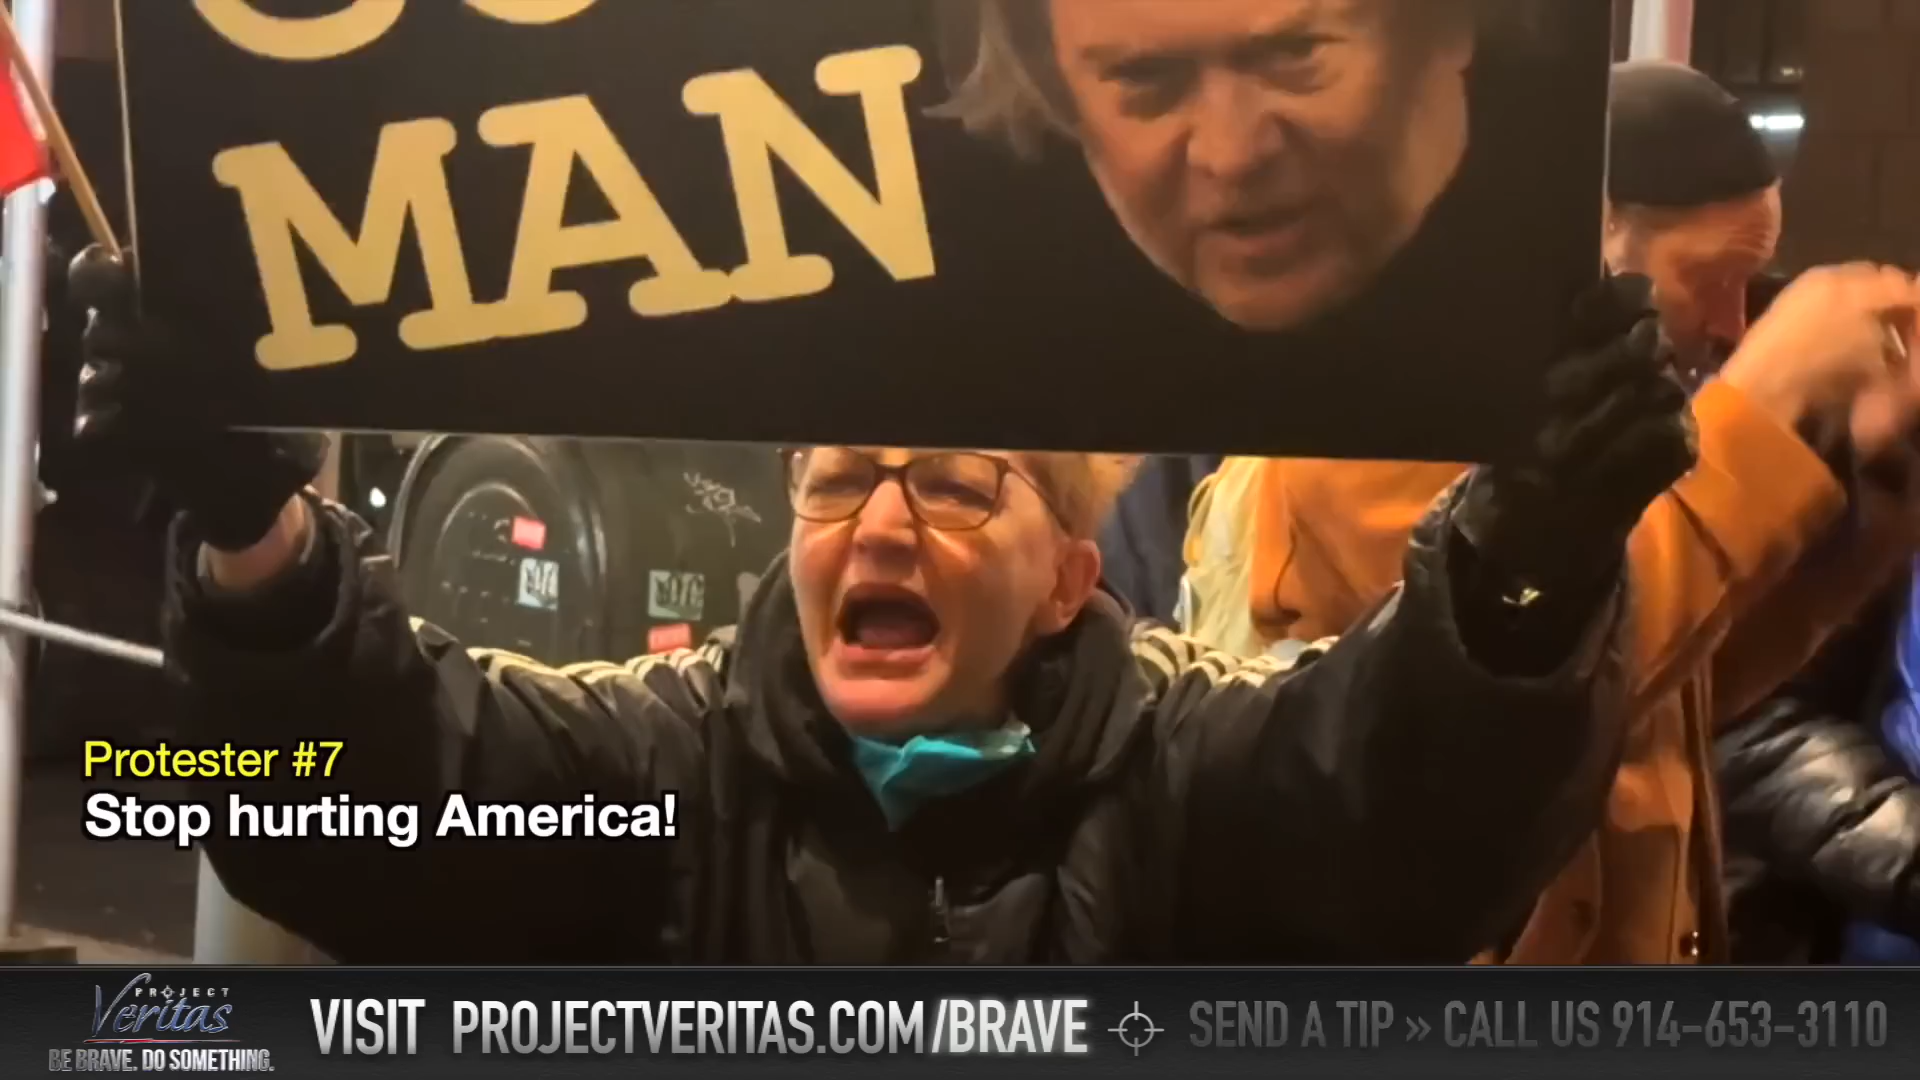 MAN
Protester #7
Stop hurting America!
PROJECT
Veritas
BE BRAVE. DO SOMETHING.
VISIT PROJECTVERITAS.COM/BRAVE
SEND A TIP » CALL US 914-653-3110